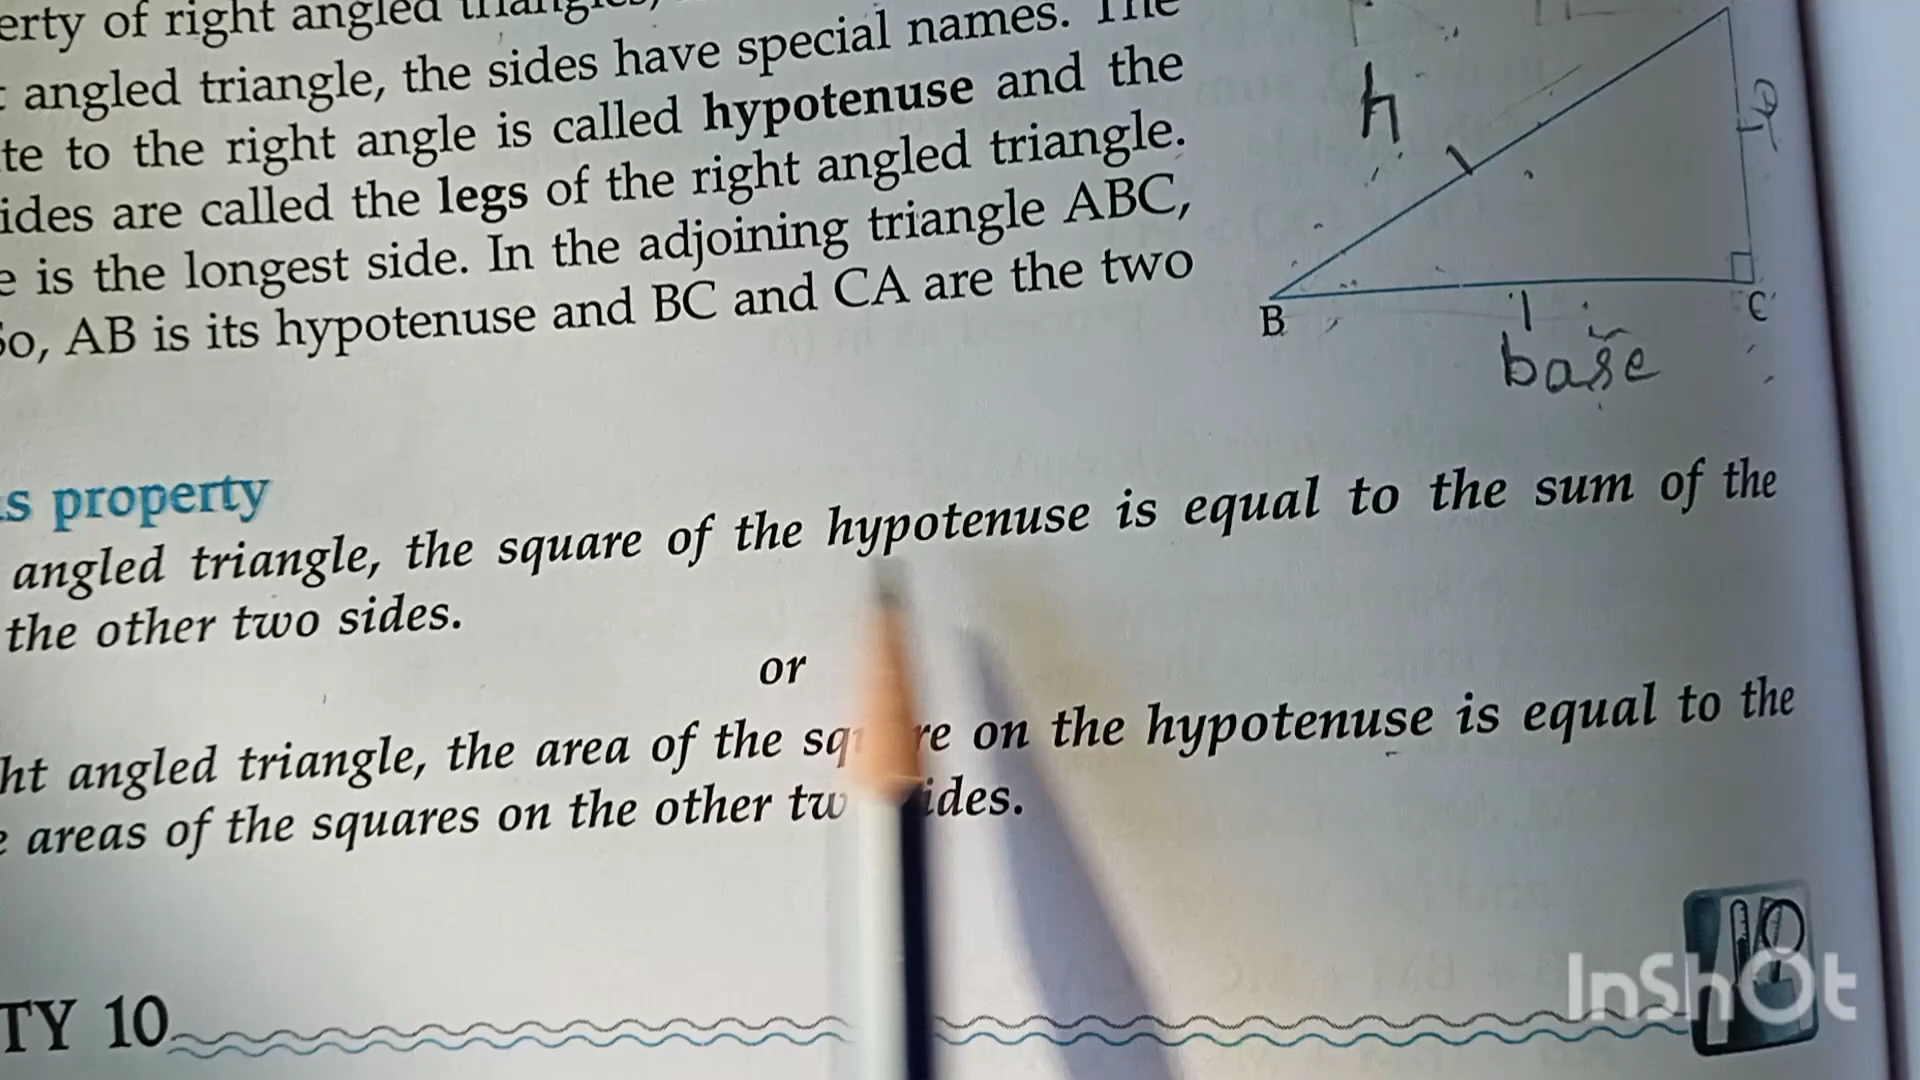 erty of right angled triangles,
angled triangle, the sides have special names. The
te to the right angle is called hypotenuse and the
ides are called the legs of the right angled triangle.
e is the longest side. In the adjoining triangle ABC,
So, AB is its hypotenuse and BC and CA are the two
h
B
C
base
s property
angled triangle, the square of the hypotenuse is equal to the sum of the
the other two sides.
or
ht angled triangle, the area of the sq re on the hypotenuse is equal to the
e areas of the squares on the other tw ides.
TY 10
InShOt